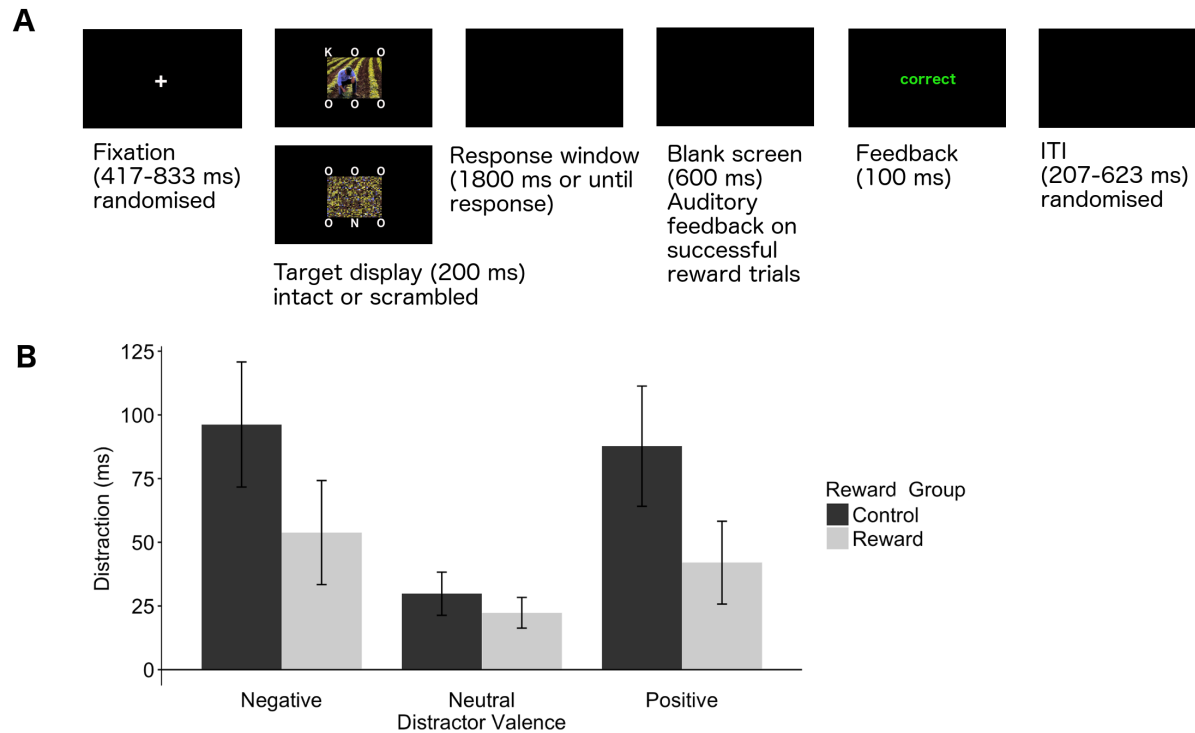 A
+
K O O
O O O
O O O
O N O
correct
Fixation
(417-833 ms)
randomised
Target display (200 ms)
intact or scrambled
Response window
(1800 ms or until
response)
Blank screen
(600 ms)
Auditory
feedback on
successful
reward trials
Feedback
(100 ms)
ITI
(207-623 ms)
randomised
B
Distraction (ms)
125
100
75
50
25
0
Negative
Neutral
Positive
Distractor Valence
Reward Group
Control
Reward